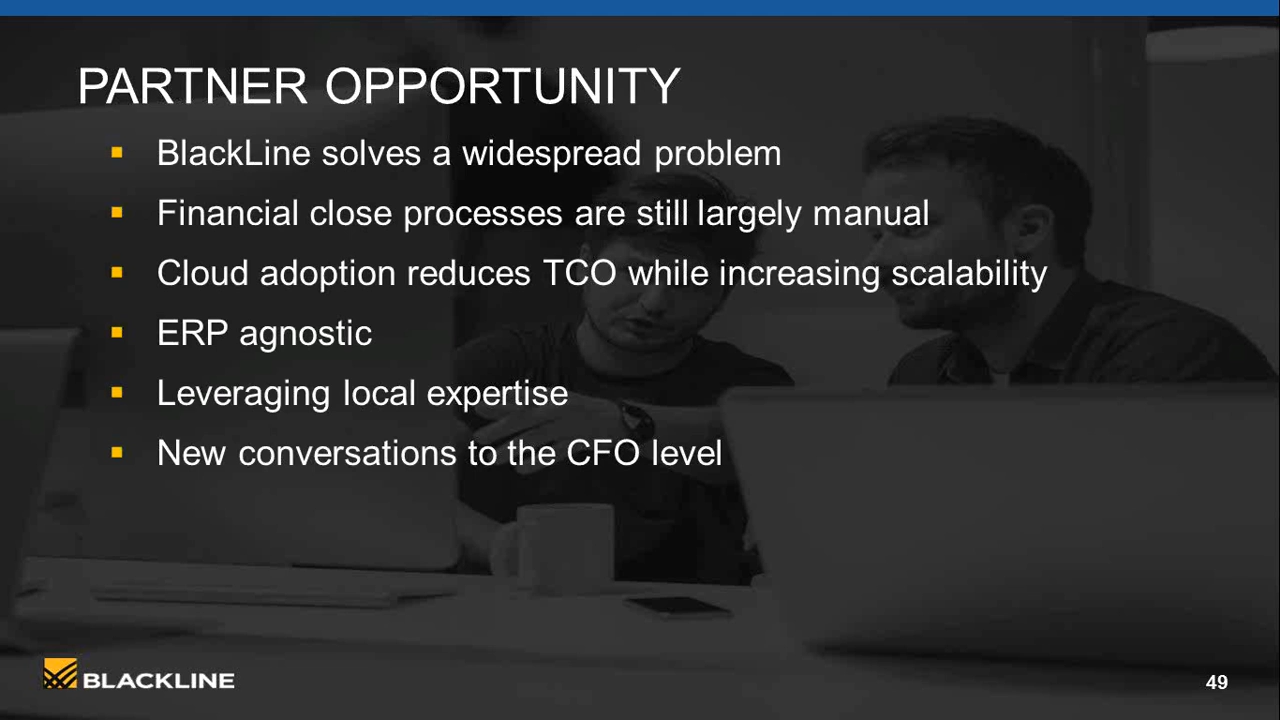 PARTNER OPPORTUNITY
BlackLine solves a widespread problem
Financial close processes are still largely manual
Cloud adoption reduces TCO while increasing scalability
ERP agnostic
Leveraging local expertise
New conversations to the CFO level
BLACKLINE
49